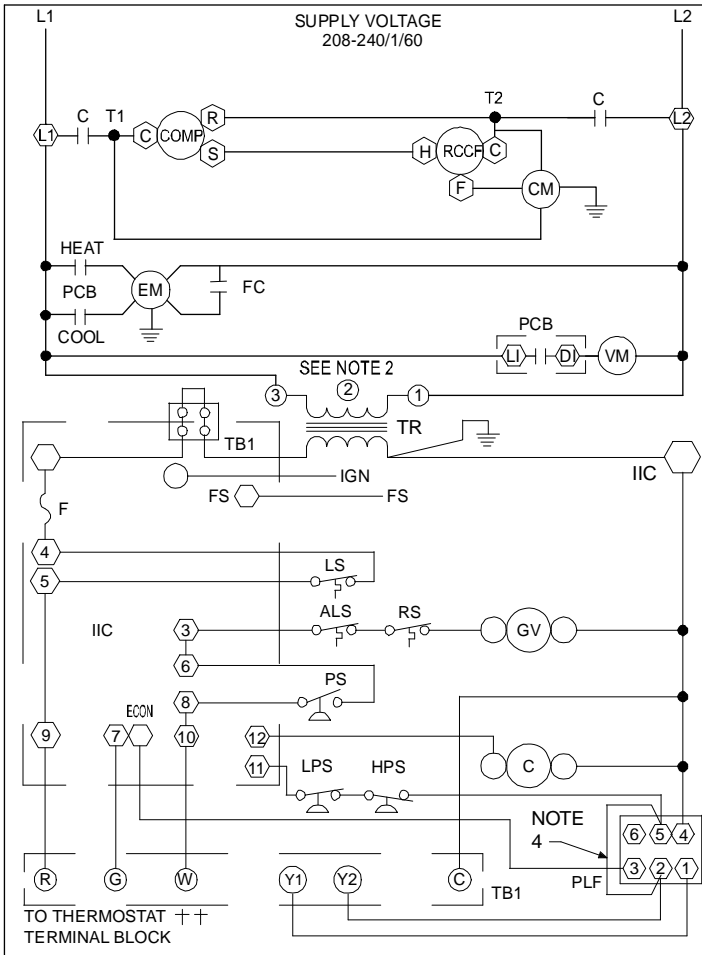 L1 SUPPLY VOLTAGE L2
208-240/1/60
C T1 T2 C
L1 C COMP R L2
S H RCCF C
F CM
HEAT
PCB EM FC
COOL
PCB
LI DI VM
SEE NOTE 2
3 2 1
TR
TB1
IGN IIC
FS FS
F
4
5 LS
IIC 3 ALS RS GV
6
8 PS
ECON
9 7 10 12
11 LPS HPS C
NOTE
4
6 5 4
3 2 1
PLF
R G W Y1 Y2 C TB1
TO THERMOSTAT ++
TERMINAL BLOCK